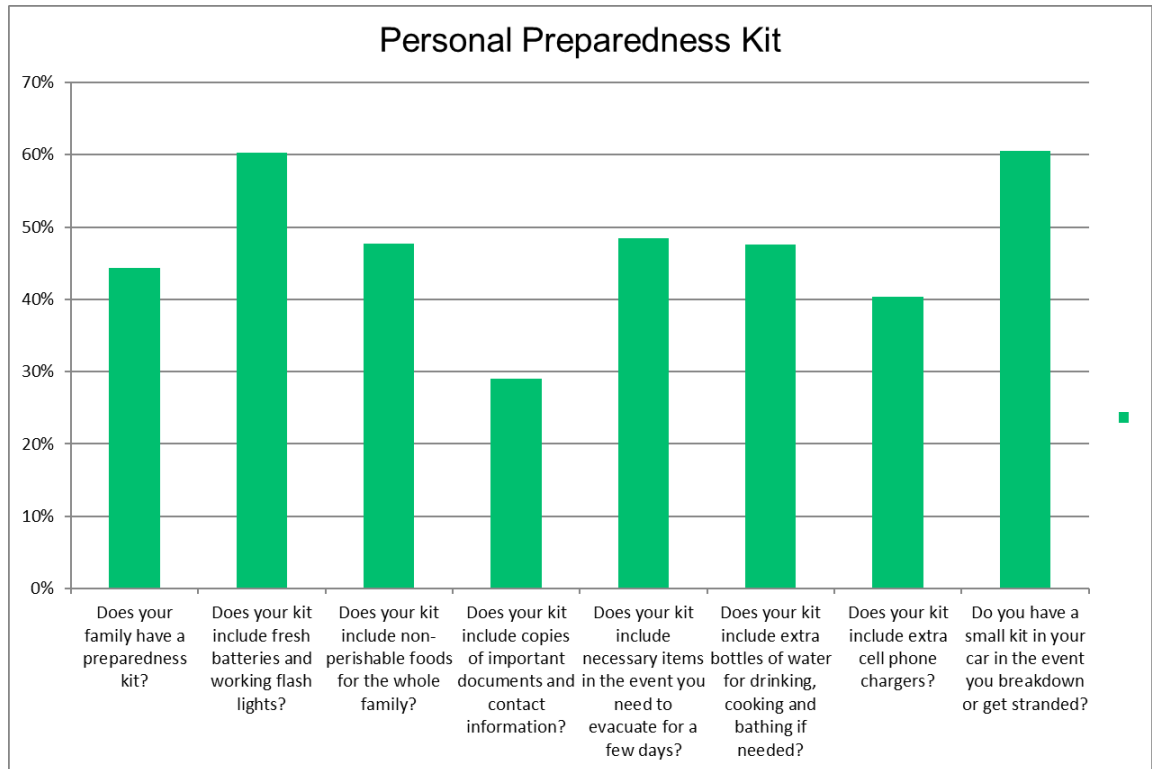 Personal Preparedness Kit
70%
60%
50%
40%
30%
20%
10%
0%
Does your
family have a
preparedness
kit?
Does your kit
include fresh
batteries and
working flash
lights?
Does your kit
include non-
perishable foods
for the whole
family?
Does your kit
include copies
of important
documents and
contact
information?
Does your kit
include
necessary items
in the event you
need to
evacuate for a
few days?
Does your kit
include extra
bottles of water
for drinking,
cooking and
bathing if
needed?
Does your kit
include extra
cell phone
chargers?
Do you have a
small kit in your
car in the event
you breakdown
or get stranded?